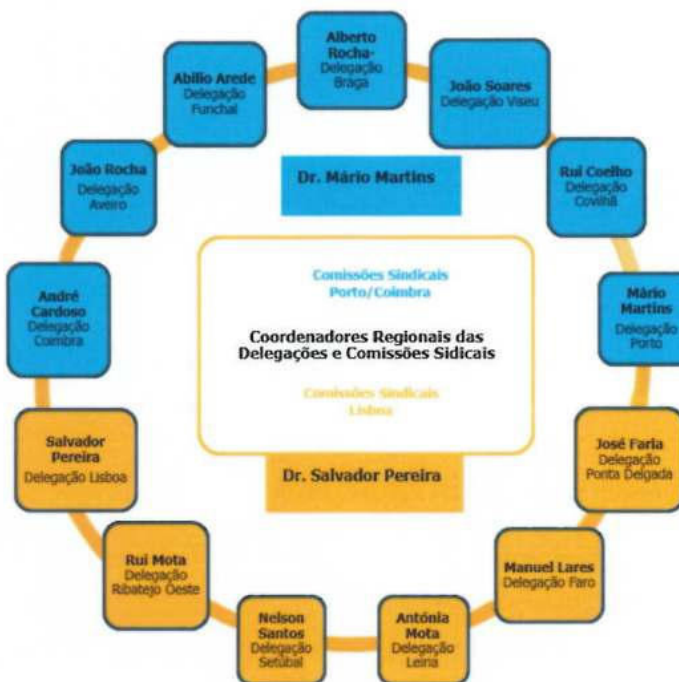 Alberto
Rocha-
Delegação
Braga
Abílio Arede
Delegação
Funchal
João Soares
Delegação Viseu
João Rocha
Delegação
Aveiro
Dr. Mário Martins
Rui Coelho
Delegação
Covilhã
André
Cardoso
Delegação
Coimbra
Comissões Sindicais
Porto/Coimbra
Coordenadores Regionais das
Delegações e Comissões Sidicais
Comissões Sindicais
Lisboa
Mário
Martins
Delegação
Porto
Salvador
Pereira
Delegação Lisboa
Dr. Salvador Pereira
José Faria
Delegação
Ponta Delgada
Rui Mota
Delegação
Ribatejo Oeste
Manuel Lares
Delegação Faro
Nelson
Santos
Delegação
Setúbal
Antónia
Mota
Delegação
Leiria